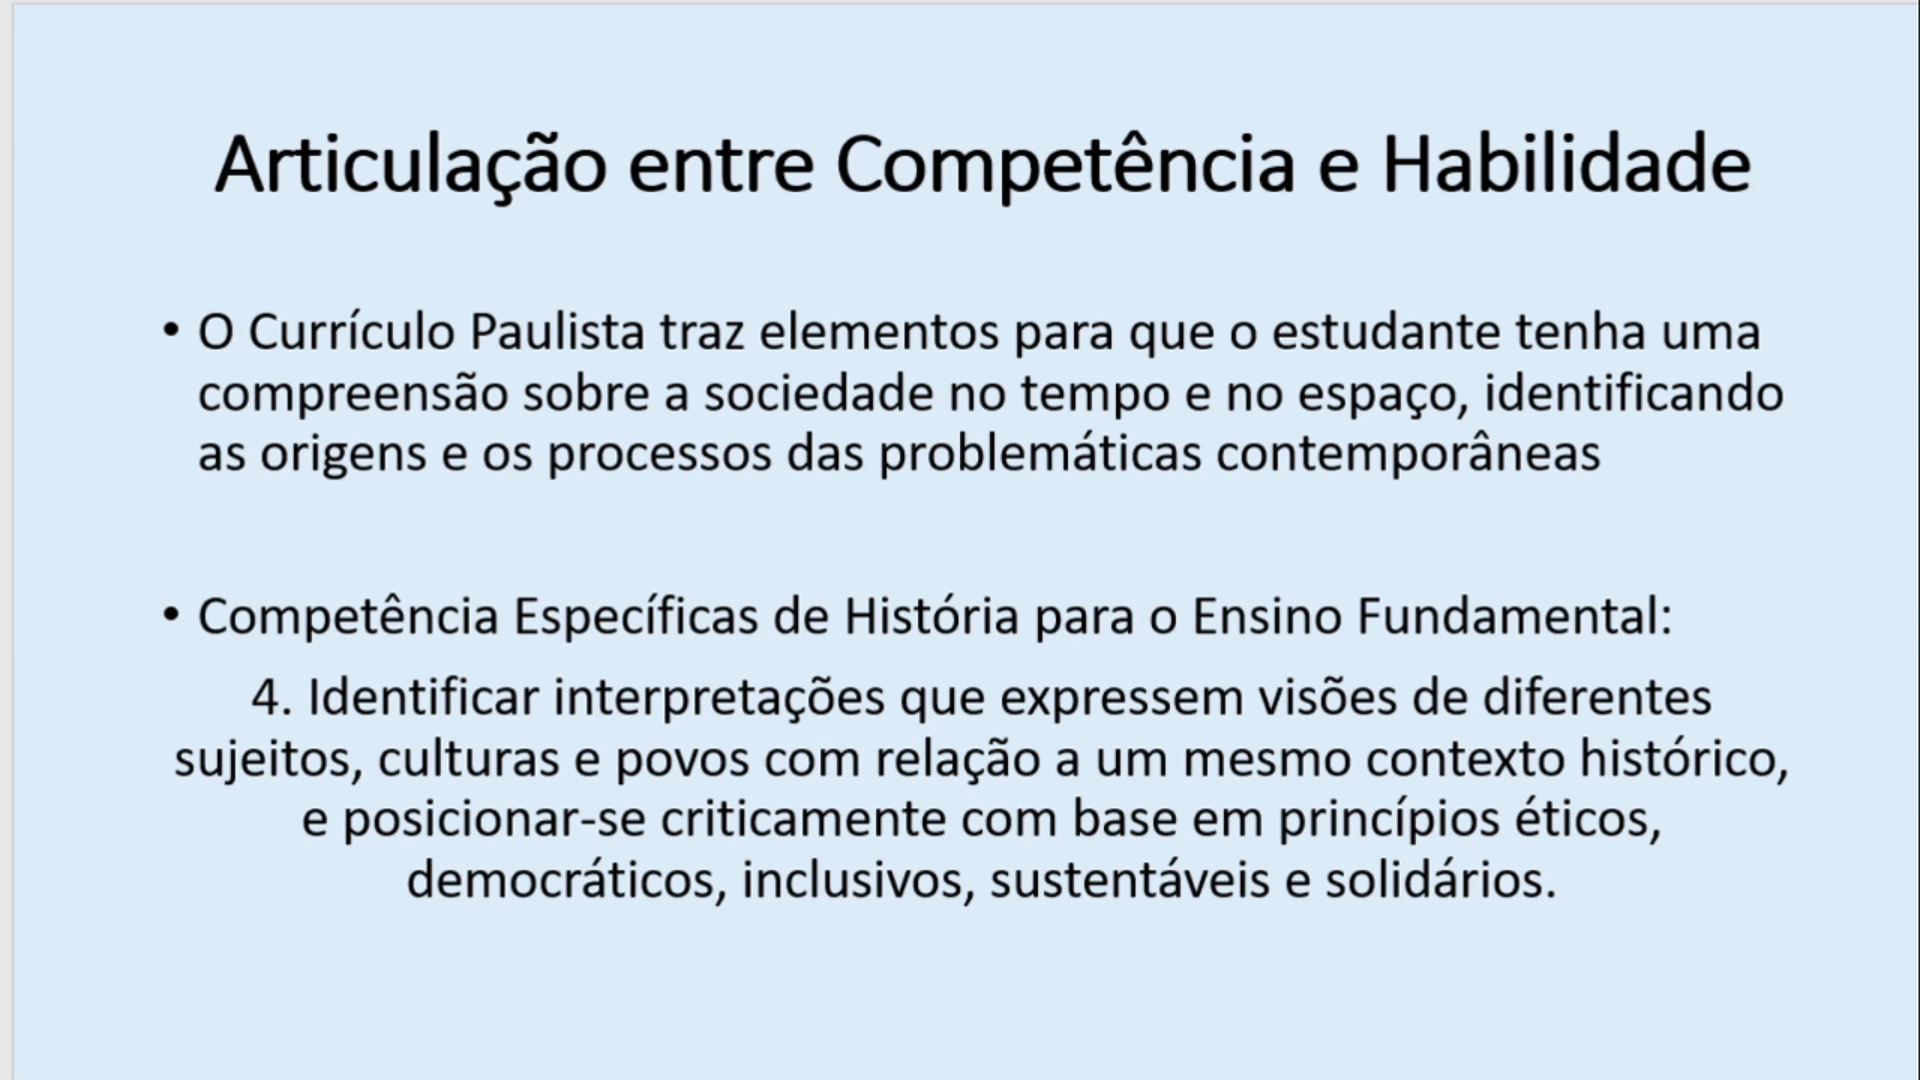 Articulação entre Competência e Habilidade
• O Currículo Paulista traz elementos para que o estudante tenha uma
compreensão sobre a sociedade no tempo e no espaço, identificando
as origens e os processos das problemáticas contemporâneas
• Competência Específicas de História para o Ensino Fundamental:
4. Identificar interpretações que expressem visões de diferentes
sujeitos, culturas e povos com relação a um mesmo contexto histórico,
e posicionar-se criticamente com base em princípios éticos,
democráticos, inclusivos, sustentáveis e solidários.